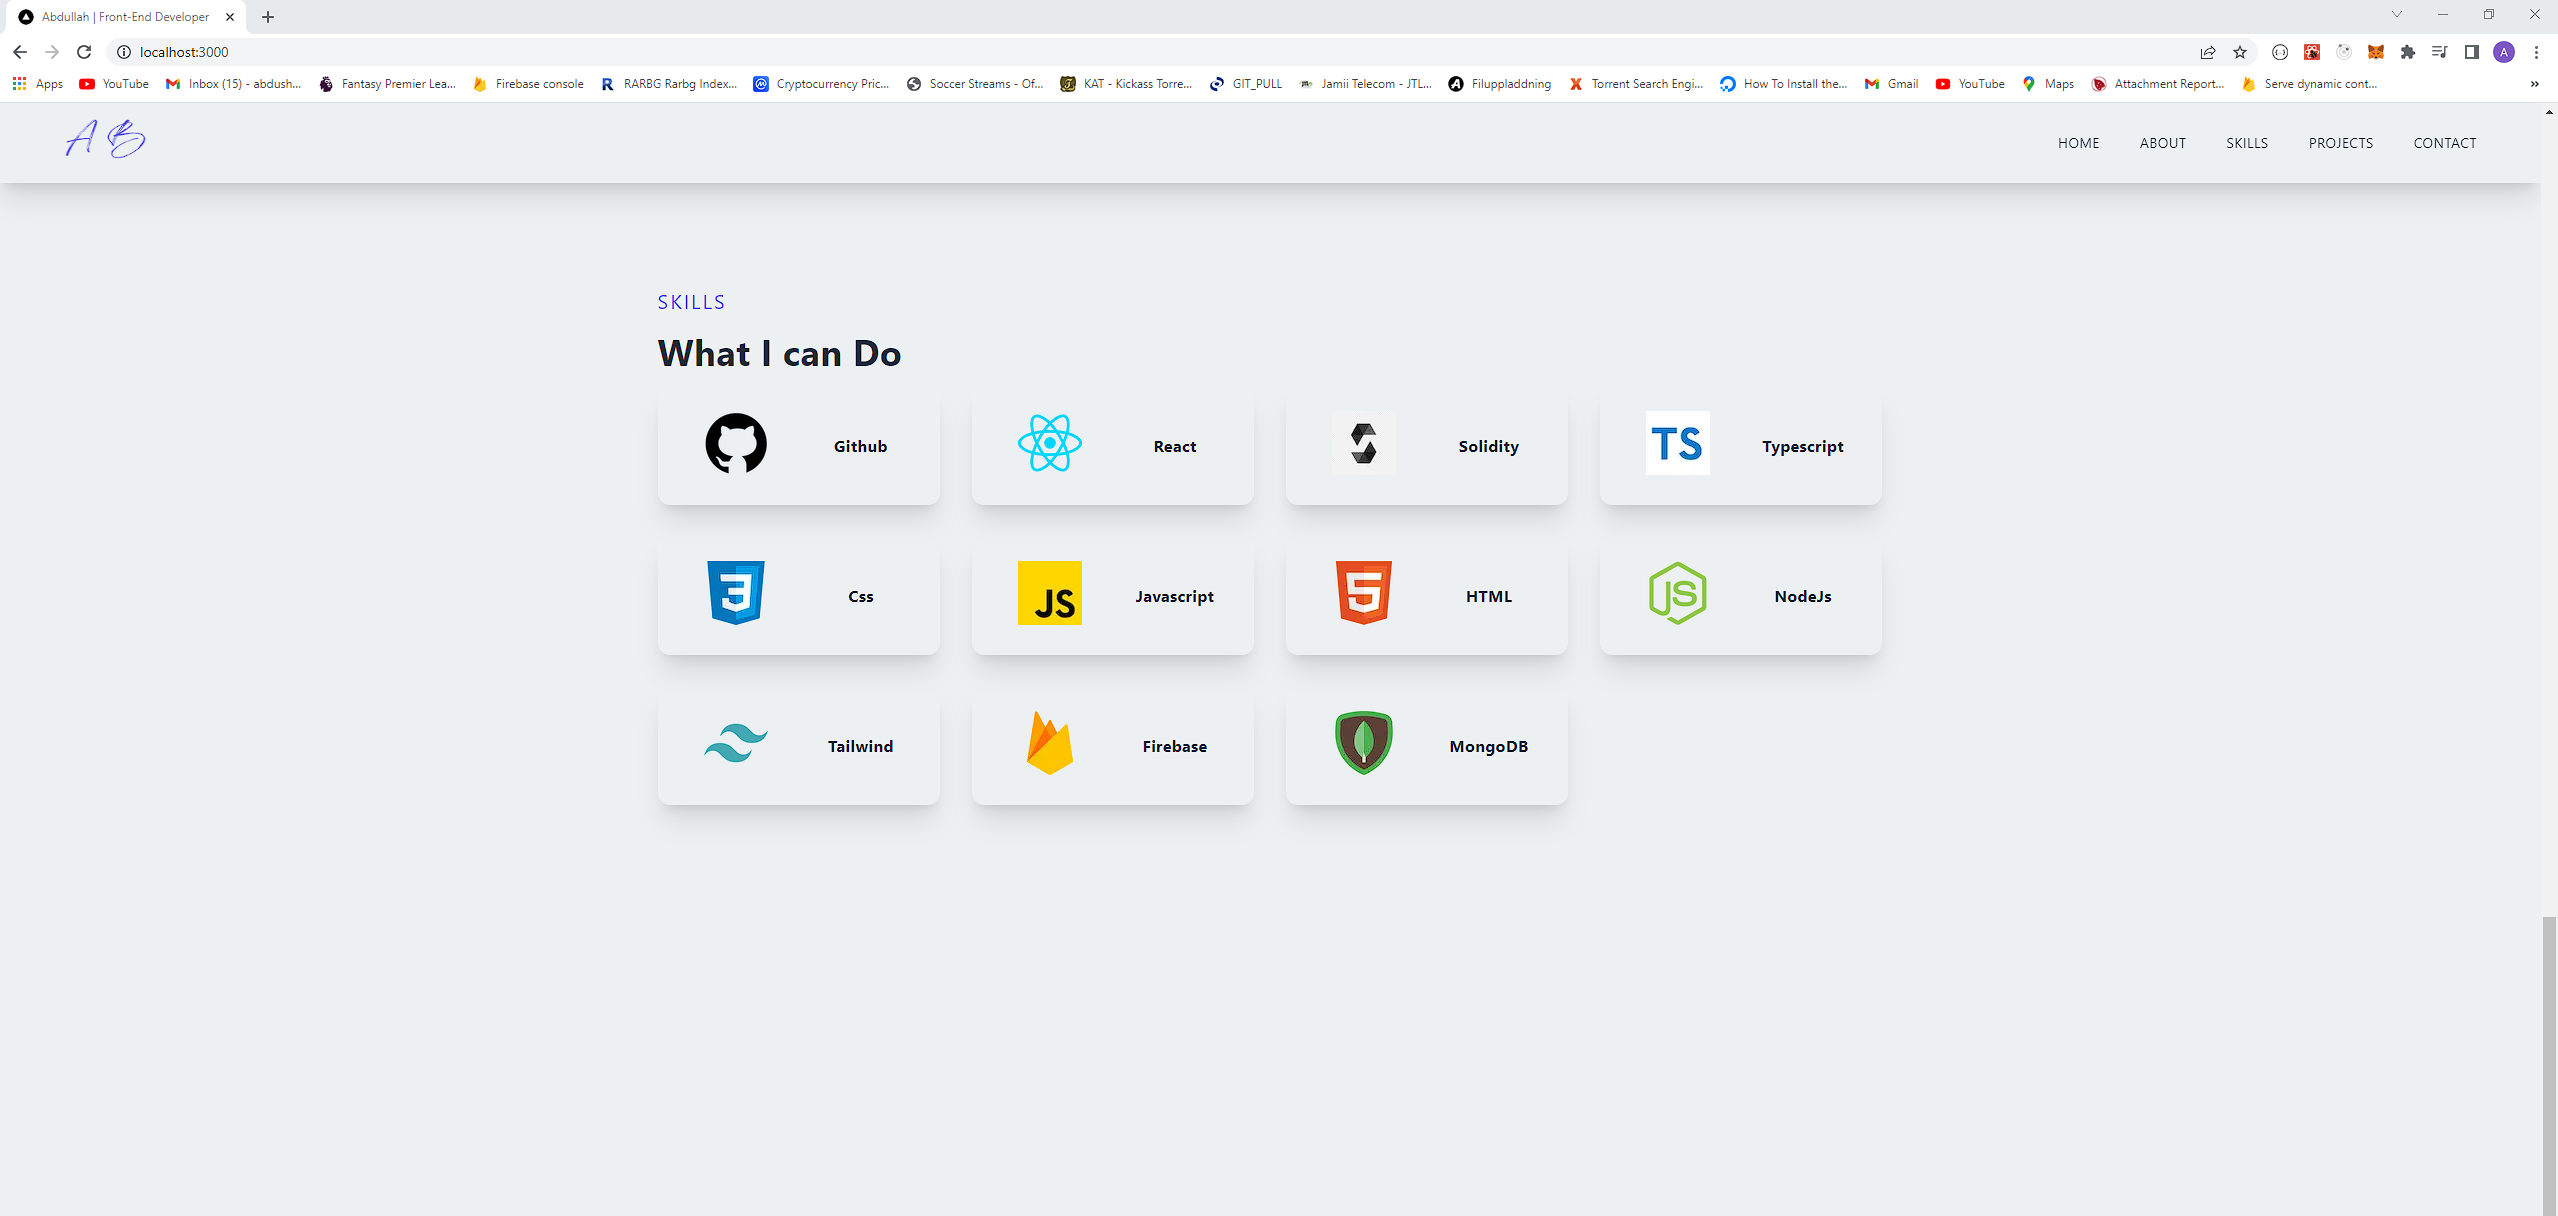 Abdullah | Front-End Developer
localhost:3000
Apps YouTube Inbox (15) - abdush... Fantasy Premier Lea... Firebase console RARBG Rarbg Index... Cryptocurrency Pric... Soccer Streams - Of... KAT - Kickass Torre... GIT_PULL Jamii Telecom - JTL... Filuppladdning Torrent Search Engi... How To Install the... Gmail YouTube Maps Attachment Report... Serve dynamic cont... »
A B HOME ABOUT SKILLS PROJECTS CONTACT
SKILLS
What I can Do
Github React Solidity TS Typescript
Css JS Javascript HTML JS NodeJs
Tailwind Firebase MongoDB